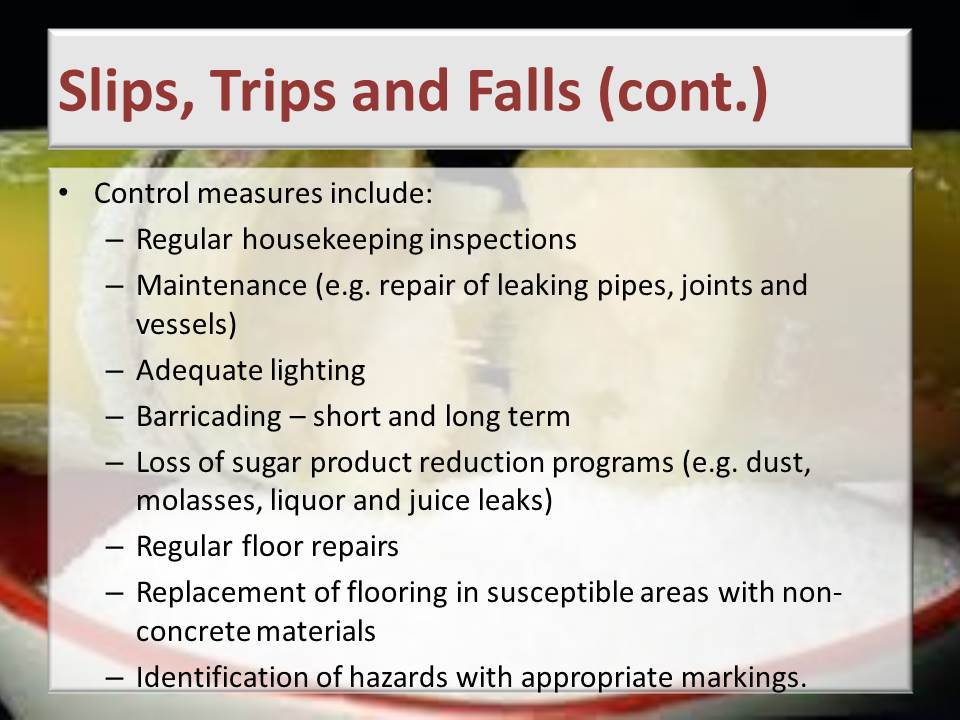 Slips, Trips and Falls (cont.)
• Control measures include:
– Regular housekeeping inspections
– Maintenance (e.g. repair of leaking pipes, joints and
vessels)
– Adequate lighting
– Barricading – short and long term
– Loss of sugar product reduction programs (e.g. dust,
molasses, liquor and juice leaks)
– Regular floor repairs
– Replacement of flooring in susceptible areas with non-
concrete materials
– Identification of hazards with appropriate markings.